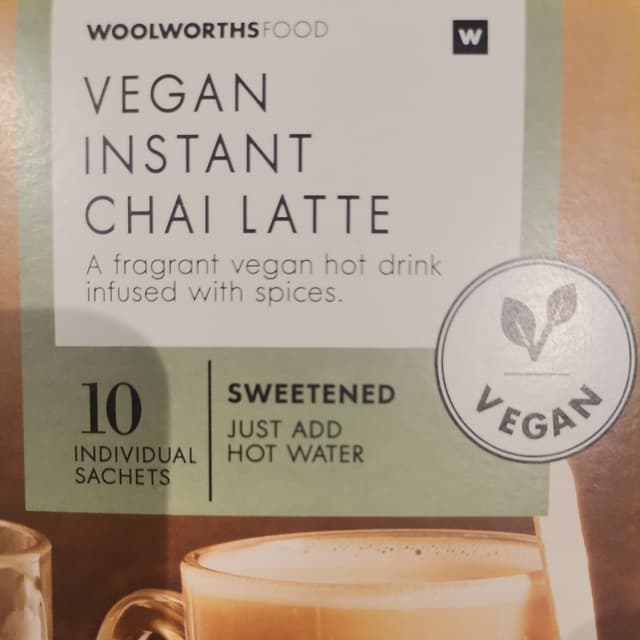 WOOLWORTHSFOOD
W
VEGAN
INSTANT
CHAI LATTE
A fragrant vegan hot drink
infused with spices.
VEGAN
10
INDIVIDUAL
SACHETS
SWEETENED
JUST ADD
HOT WATER